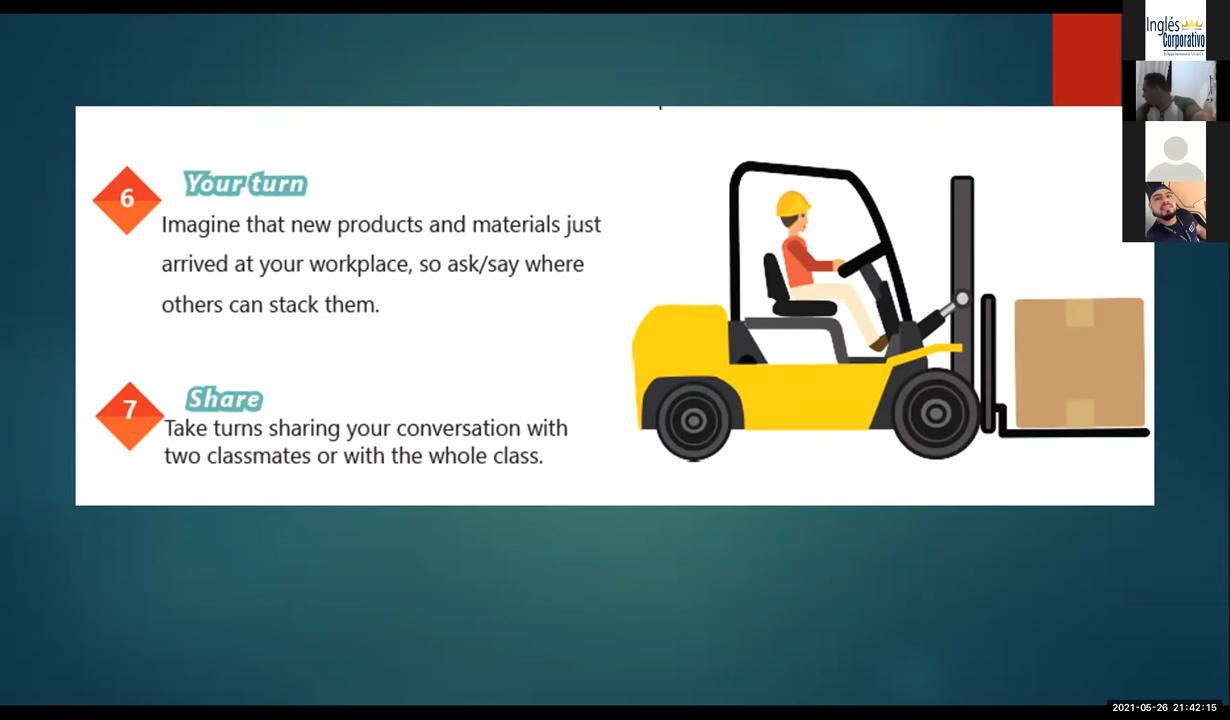 Inglés
Corporativo
6
Your turn
Imagine that new products and materials just
arrived at your workplace, so ask/say where
others can stack them.
7
Share
Take turns sharing your conversation with
two classmates or with the whole class.
2021-05-26 21:42:15